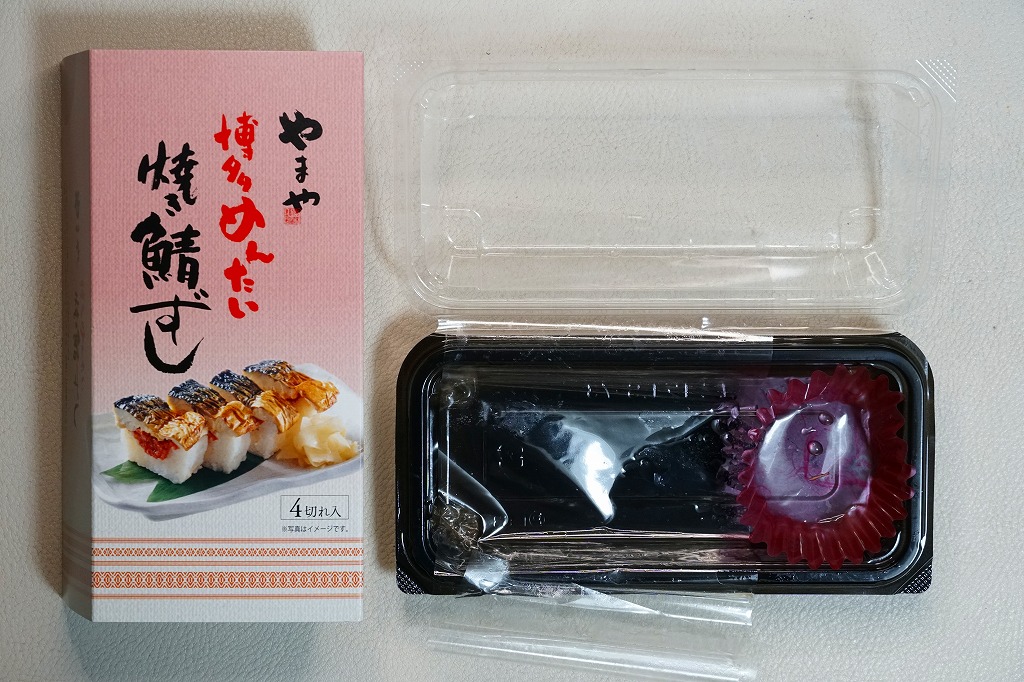 やまや
博多めんたい
焼き鯖ずし
4切れ入
※写真はイメージです。